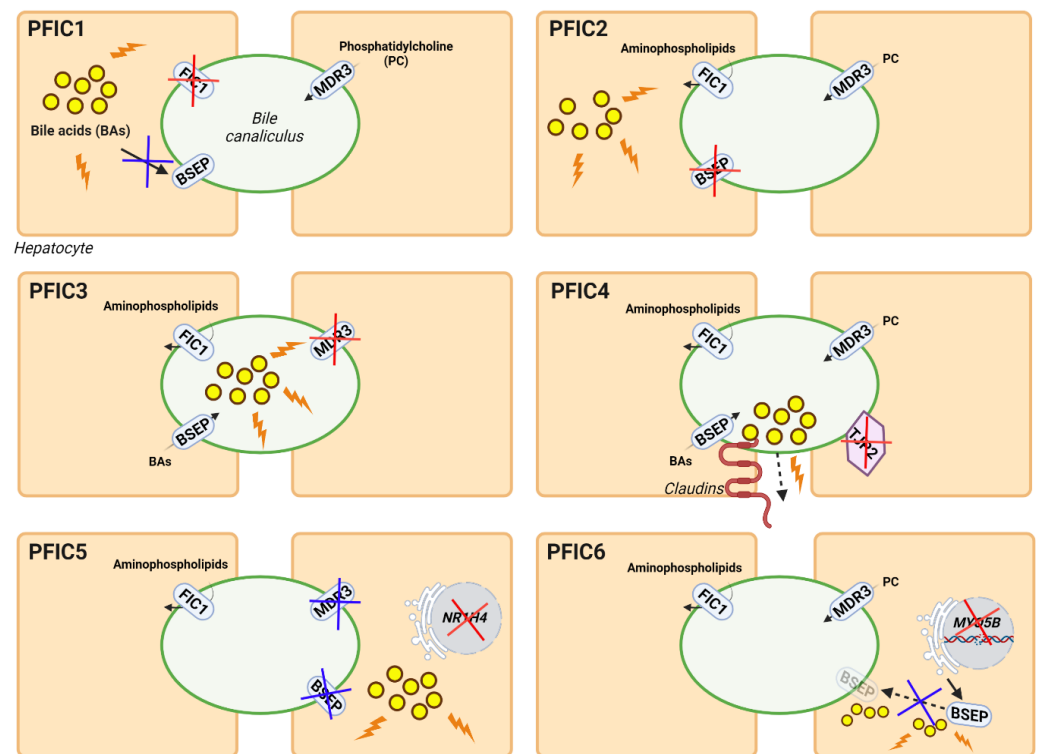 PFIC1
FIC1
Phosphatidylcholine
(PC)
MDR3
Bile
canaliculus
Bile acids (BAs)
BSEP
Hepatocyte
PFIC2
Aminophospholipids
FIC1
MDR3
PC
BSEP
PFIC3
Aminophospholipids
FIC1
MDR3
BSEP
BAs
PFIC4
Aminophospholipids
FIC1
MDR3
PC
BSEP
BAs
TJP2
Claudins
PFIC5
Aminophospholipids
FIC1
MDR3
NR1H4
BSEP
PFIC6
Aminophospholipids
FIC1
MDR3
PC
MYO5B
BSEP
BSEP